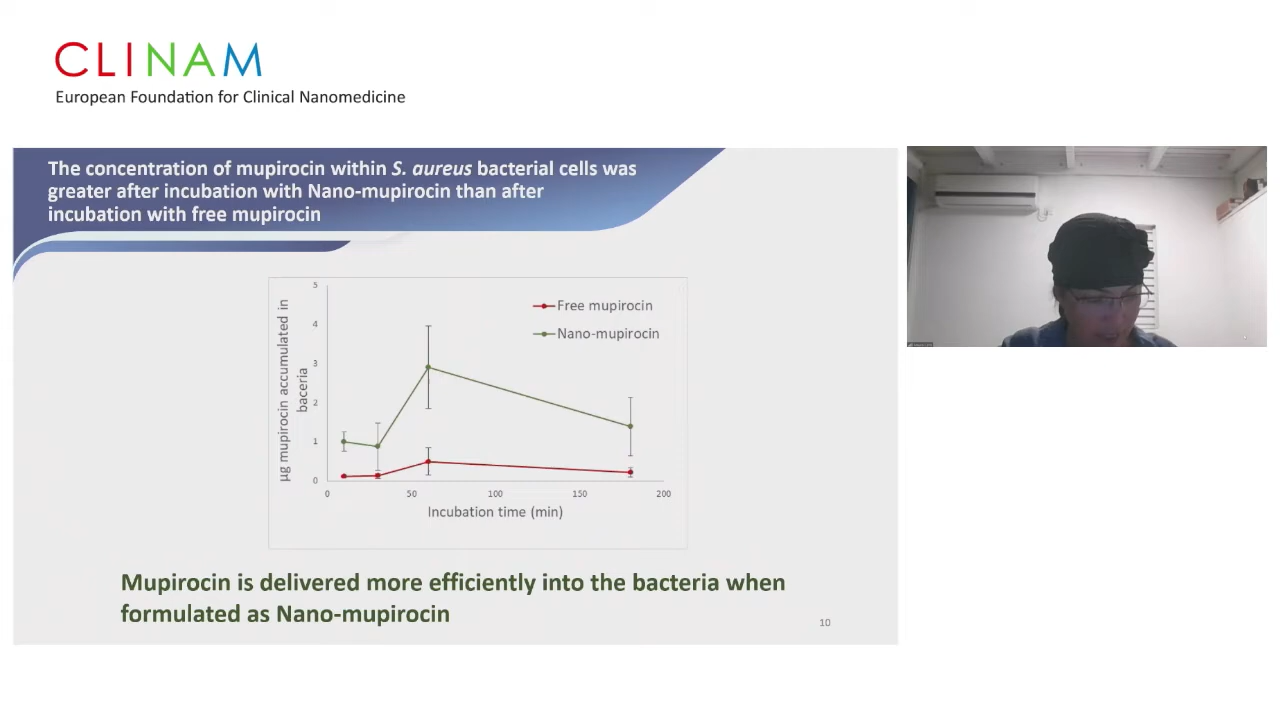 CLINAM
European Foundation for Clinical Nanomedicine
The concentration of mupirocin within S. aureus bacterial cells was
greater after incubation with Nano-mupirocin than after
incubation with free mupirocin
µg mupirocin accumulated in
baceria
5
4
3
2
1
0
Free mupirocin
Nano-mupirocin
0 50 100 150 200
Incubation time (min)
Mupirocin is delivered more efficiently into the bacteria when
formulated as Nano-mupirocin
10